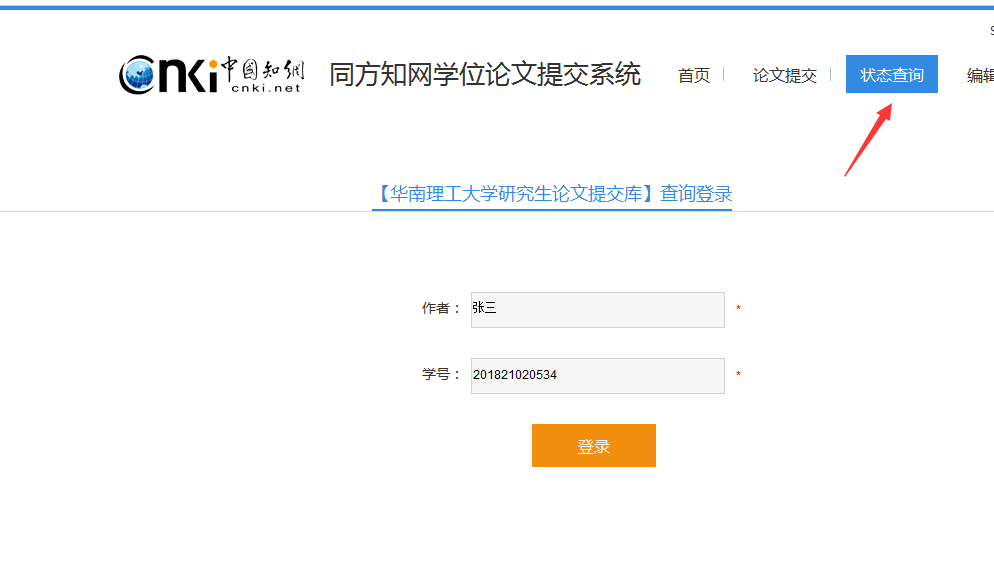 cnki 中国知網
cnki.net
同方知网学位论文提交系统
首页
论文提交
状态查询
编辑
【华南理工大学研究生论文提交库】查询登录
作者： 张三 *
学号： 201821020534 *
登录